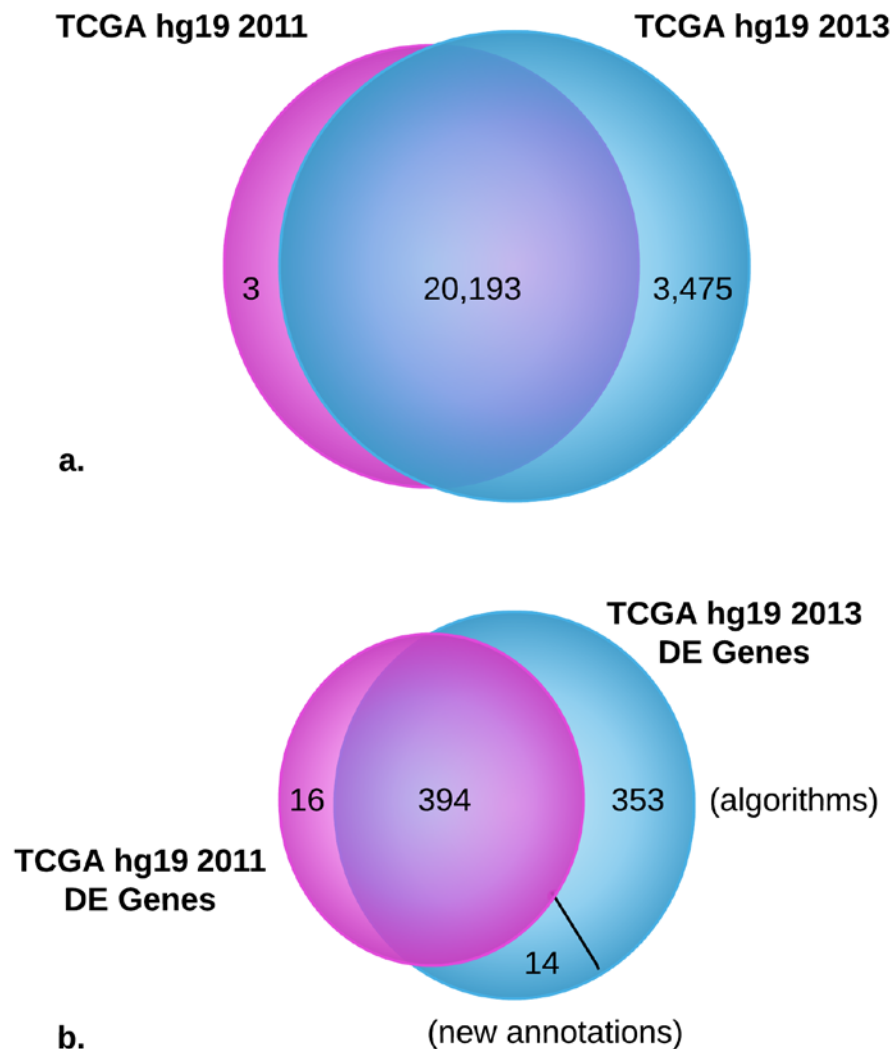 TCGA hg19 2011
TCGA hg19 2013
3
20,193
3,475
a.
TCGA hg19 2013
DE Genes
16
394
353
(algorithms)
TCGA hg19 2011
DE Genes
14
(new annotations)
b.